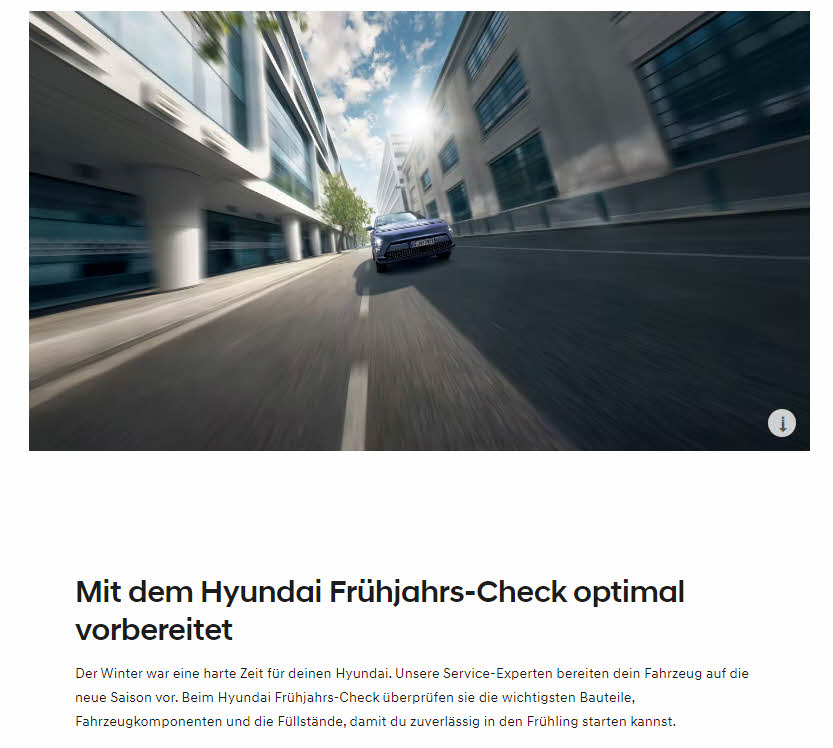 Mit dem Hyundai Frühjahrs-Check optimal
vorbereitet
Der Winter war eine harte Zeit für deinen Hyundai. Unsere Service-Experten bereiten dein Fahrzeug auf die
neue Saison vor. Beim Hyundai Frühjahrs-Check überprüfen sie die wichtigsten Bauteile,
Fahrzeugkomponenten und die Füllstände, damit du zuverlässig in den Frühling starten kannst.